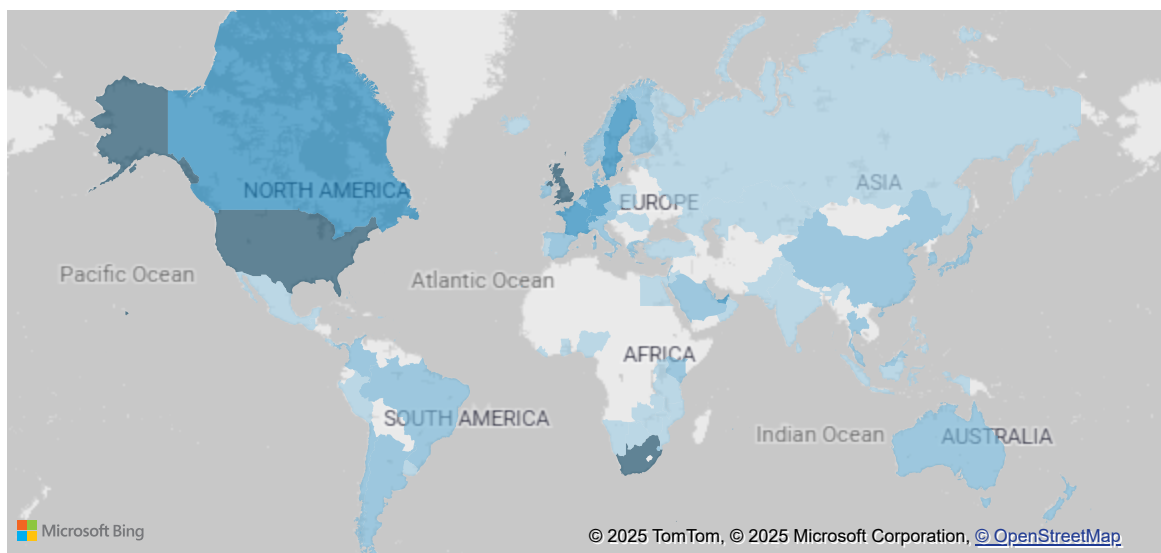 NORTH AMERICA
ASIA
EUROPE
Pacific Ocean
Atlantic Ocean
AFRICA
SOUTH AMERICA
Indian Ocean
AUSTRALIA
Microsoft Bing
© 2025 TomTom, © 2025 Microsoft Corporation, © OpenStreetMap